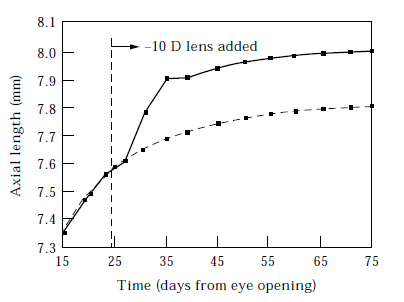 8.1
8.0
7.9
7.8
7.7
7.6
7.5
7.4
7.3
Axial length (mm)
–10 D lens added
15 25 35 45 55 65 75
Time (days from eye opening)